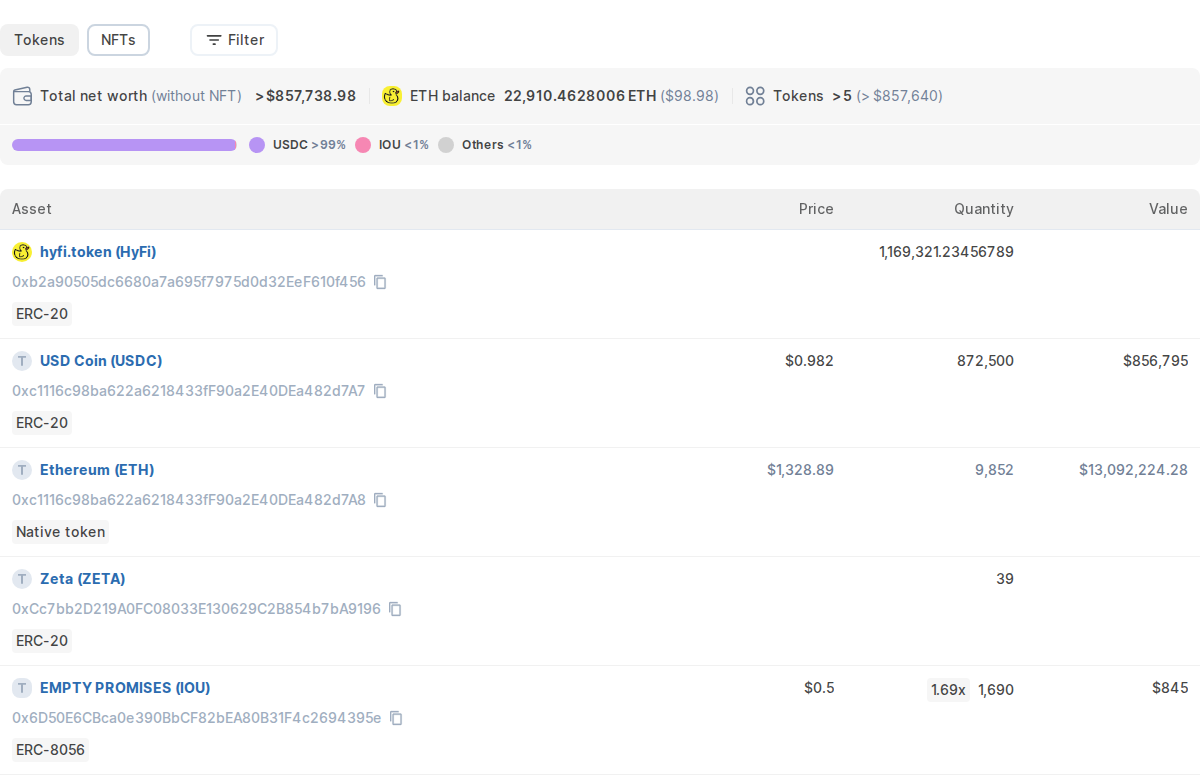 Tokens NFTs Filter
Total net worth (without NFT) >$857,738.98 ETH balance 22,910.4628006 ETH ($98.98) Tokens >5 (> $857,640)
USDC >99% IOU <1% Others <1%
Asset Price Quantity Value
hyfi.token (HyFi) 1,169,321.23456789
0xb2a90505dc6680a7a695f7975d0d32EeF610f456
ERC-20
T USD Coin (USDC) $0.982 872,500 $856,795
0xc1116c98ba622a6218433fF90a2E40DEa482d7A7
ERC-20
T Ethereum (ETH) $1,328.89 9,852 $13,092,224.28
0xc1116c98ba622a6218433fF90a2E40DEa482d7A8
Native token
T Zeta (ZETA) 39
0xCc7bb2D219A0FC08033E130629C2B854b7bA9196
ERC-20
T EMPTY PROMISES (IOU) $0.5 1.69x 1,690 $845
0x6D50E6CBca0e390BbCF82bEA80B31F4c2694395e
ERC-8056